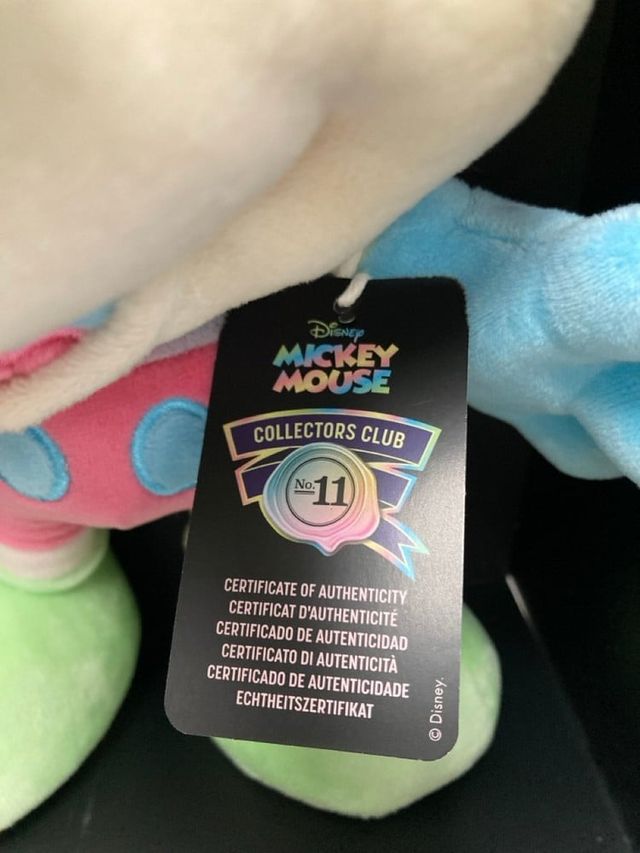 Disney
MICKEY
MOUSE
COLLECTORS CLUB
No. 11
CERTIFICATE OF AUTHENTICITY
CERTIFICAT D'AUTHENTICITÉ
CERTIFICADO DE AUTENTICIDAD
CERTIFICATO DI AUTENTICITÀ
CERTIFICADO DE AUTENTICIDADE
ECHTHEITSZERTIFIKAT
© Disney.